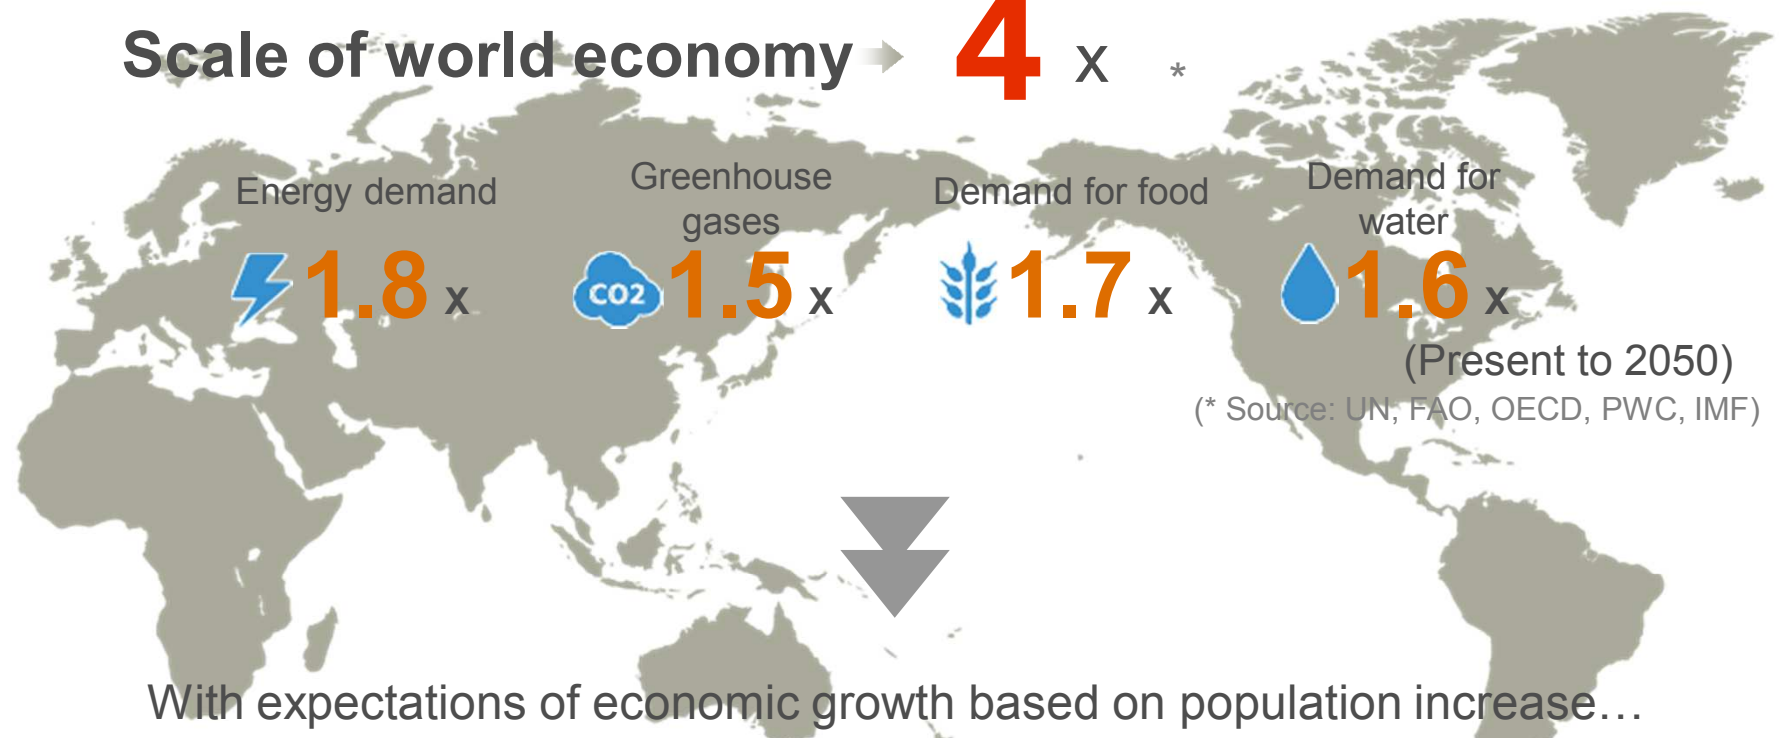 Scale of world economy 4 x *
Energy demand
Greenhouse
gases
Demand for food
Demand for
water
1.8 x
CO2
1.5 x
1.7 x
1.6 x
(Present to 2050)
(* Source: UN, FAO, OECD, PWC, IMF)
With expectations of economic growth based on population increase…